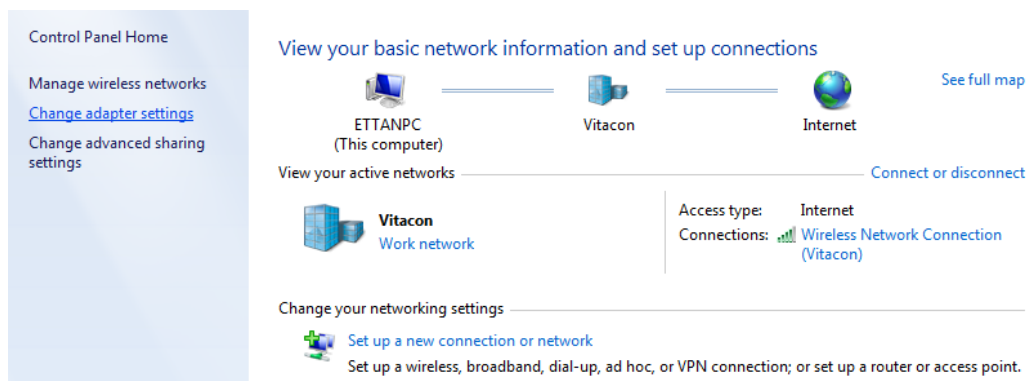 Control Panel Home
Manage wireless networks
Change adapter settings
Change advanced sharing
settings
View your basic network information and set up connections
See full map
ETTANPC
(This computer)
Vitacon
Internet
View your active networks
Connect or disconnect
Vitacon
Work network
Access type: Internet
Connections: Wireless Network Connection
(Vitacon)
Change your networking settings
Set up a new connection or network
Set up a wireless, broadband, dial-up, ad hoc, or VPN connection; or set up a router or access point.